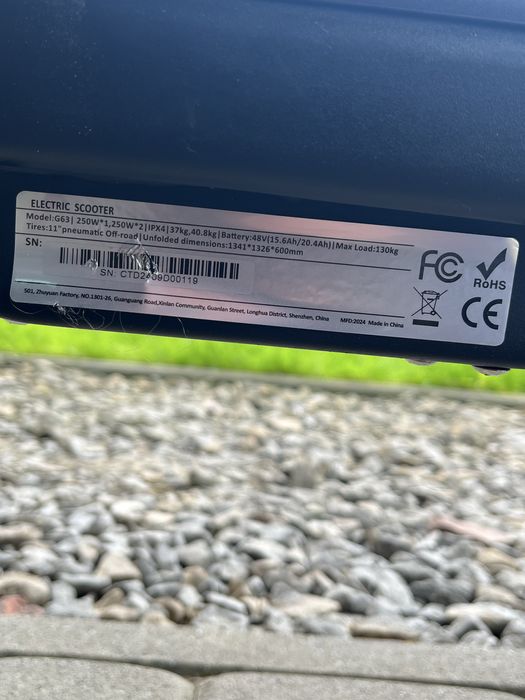 ELECTRIC SCOOTER
Model:G63| 250W*1,250W*2|IPX4|37kg,40.8kg|Battery:48V(15.6Ah/20.4Ah)|Max Load:130kg
Tires:11"pneumatic Off-road|Unfolded dimensions:1341*1326*600mm
SN:
SN: CTD2A09D00119
501, Zhuyuan Factory, NO.1301-26, Guanguang Road,Xinlan Community, Guanlan Street, Longhua District, Shenzhen, China MFD:2024 Made in China
FC
RoHS
CE